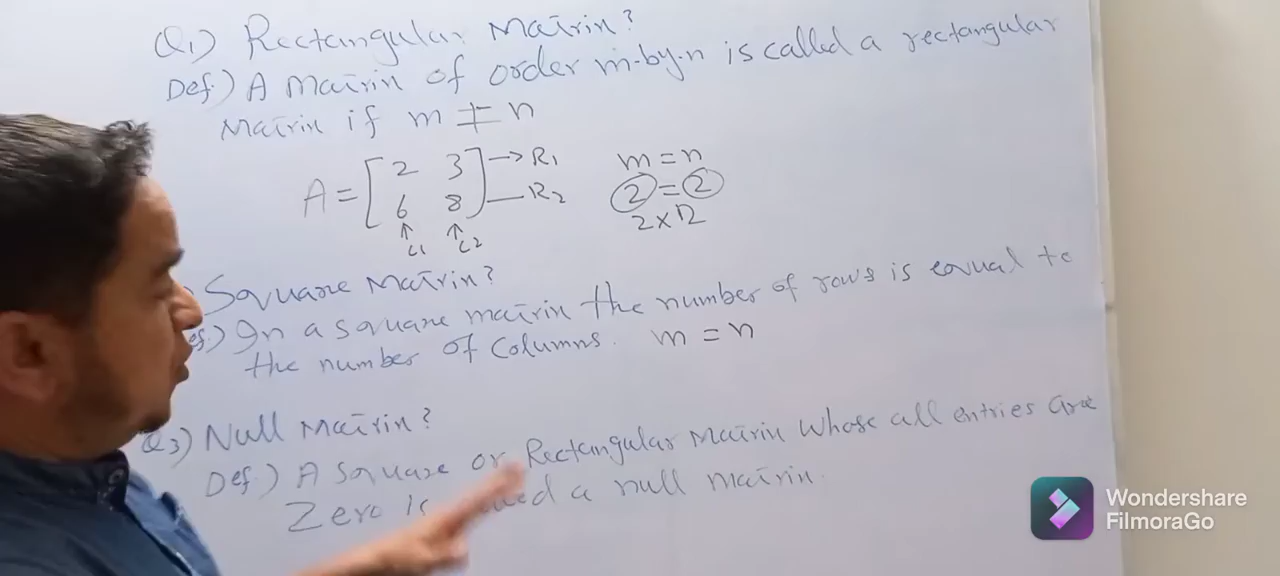 Q1) Rectangular Matrix?
Def.) A Matrix of order m-by-n is called a rectangular
Matrix if m ≠ n
A = [ 2 3 ] → R1
[ 6 8 ] — R2
↑ ↑
C1 C2
m = n
2 = 2
2 x 2
Square Matrix?
ef.) In a square matrix the number of rows is equal to
the number of Columns. m = n
Q3) Null Matrix?
Def.) A Square or Rectangular Matrix Whose all entries are
Zero is a null matrix.
Wondershare
FilmoraGo